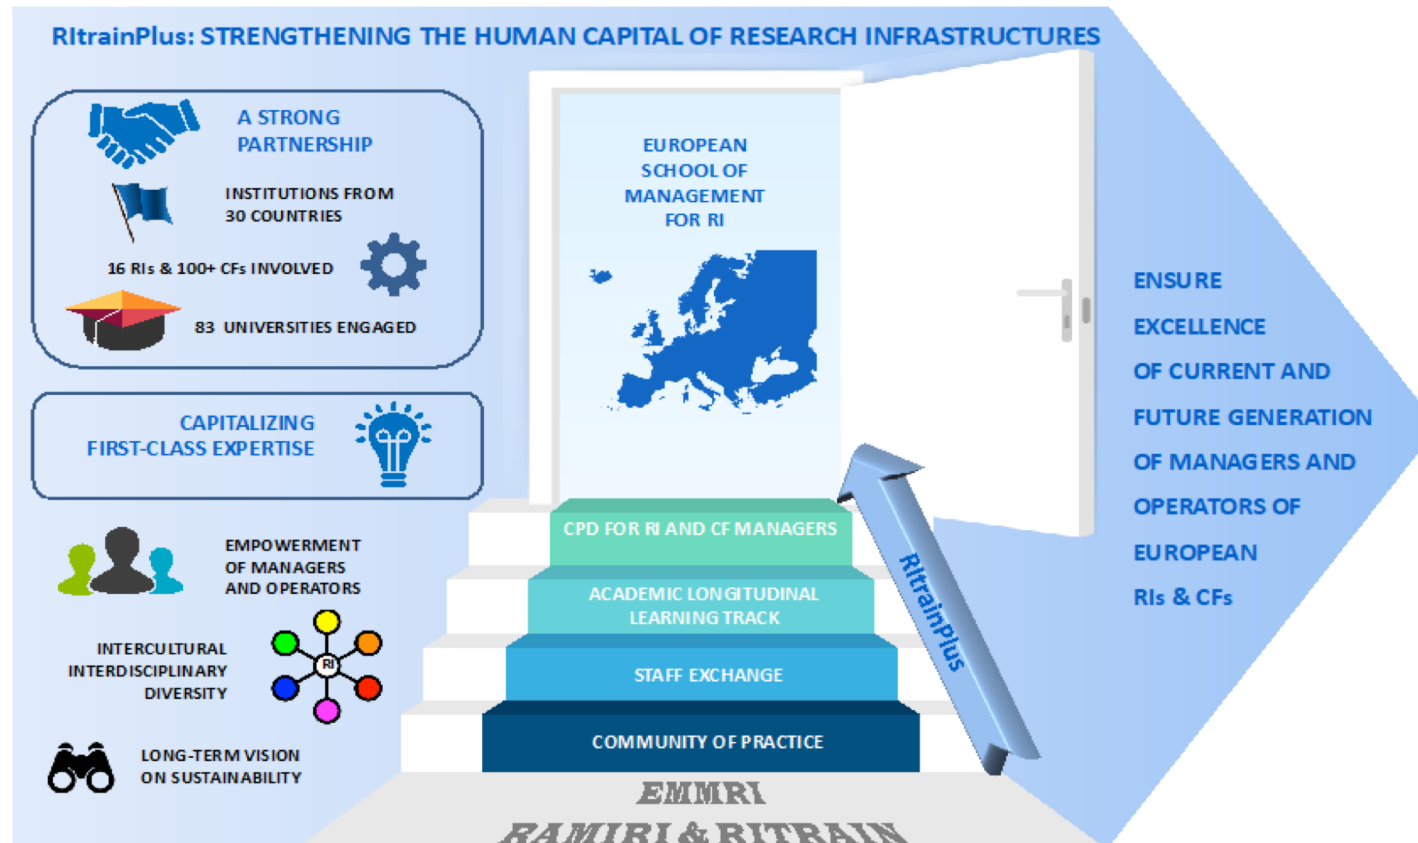 RItrainPlus: STRENGTHENING THE HUMAN CAPITAL OF RESEARCH INFRASTRUCTURES
A STRONG
PARTNERSHIP
INSTITUTIONS FROM
30 COUNTRIES
16 RIs & 100+ CFs INVOLVED
83 UNIVERSITIES ENGAGED
CAPITALIZING
FIRST-CLASS EXPERTISE
EMPOWERMENT
OF MANAGERS
AND OPERATORS
INTERCULTURAL
INTERDISCIPLINARY
DIVERSITY
RI
LONG-TERM VISION
ON SUSTAINABILITY
EUROPEAN
SCHOOL OF
MANAGEMENT
FOR RI
CPD FOR RI AND CF MANAGERS
ACADEMIC LONGITUDINAL
LEARNING TRACK
STAFF EXCHANGE
COMMUNITY OF PRACTICE
EMMRI
RAMIRI & RITRAIN
RItrainPlus
ENSURE
EXCELLENCE
OF CURRENT AND
FUTURE GENERATION
OF MANAGERS AND
OPERATORS OF
EUROPEAN
RIs & CFs